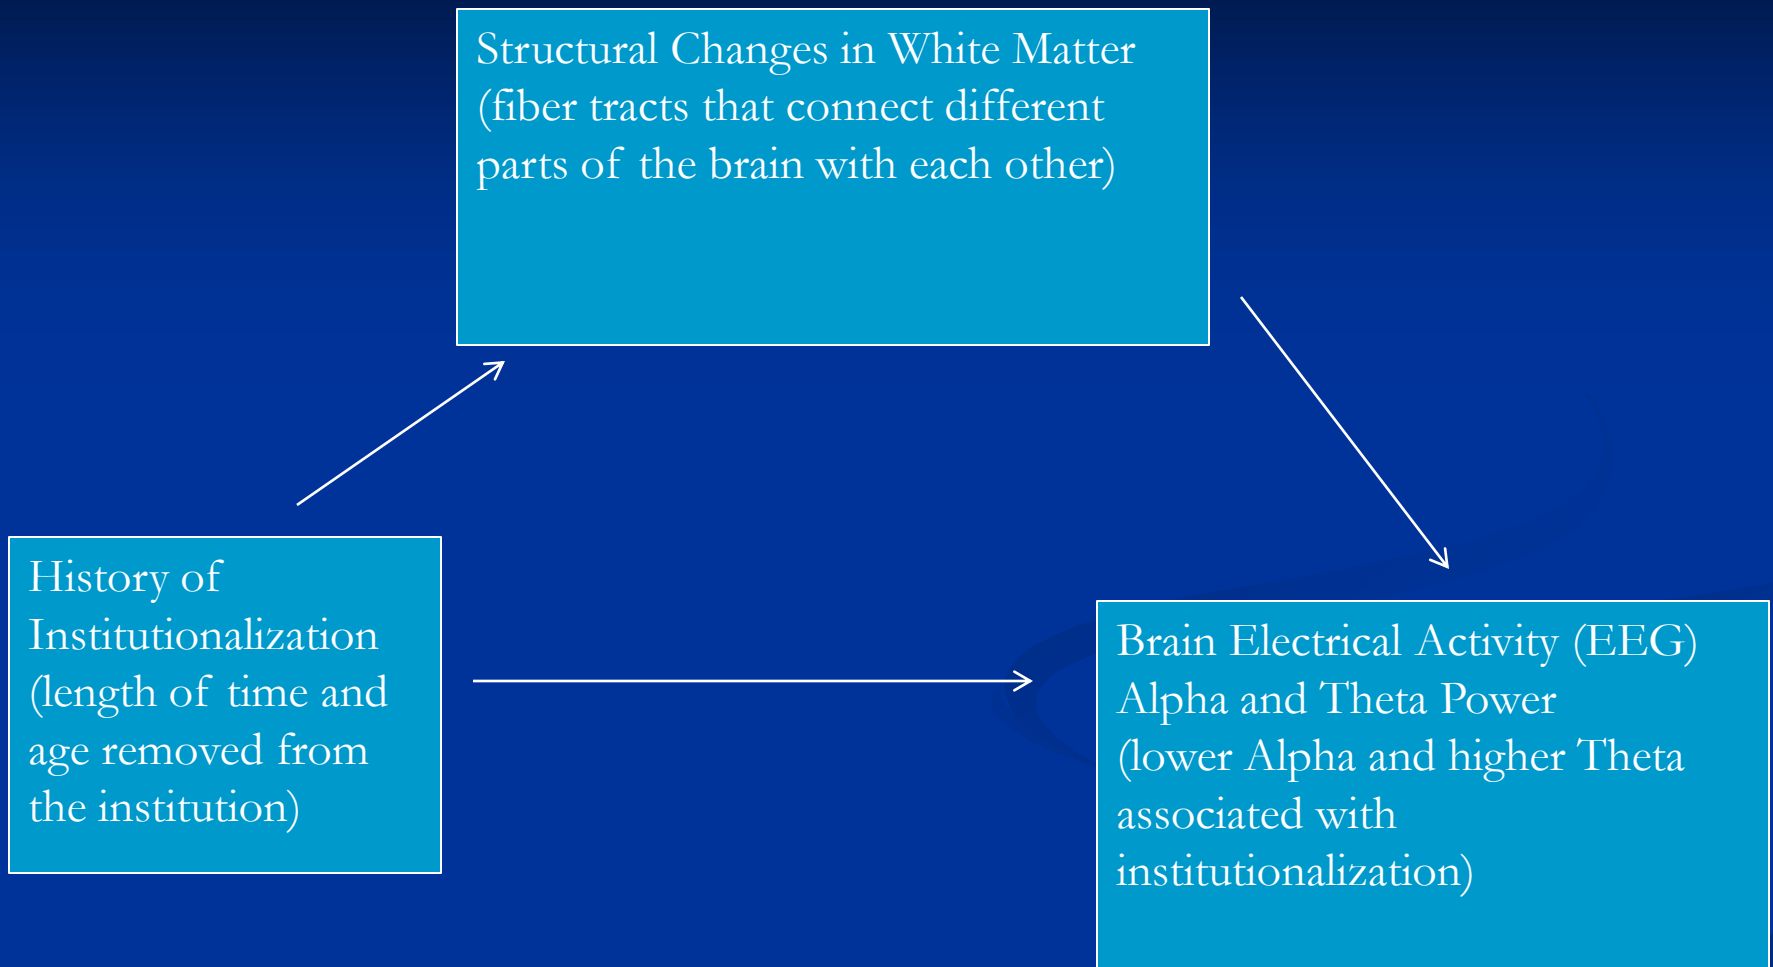 Structural Changes in White Matter
(fiber tracts that connect different
parts of the brain with each other)
History of
Institutionalization
(length of time and
age removed from
the institution)
Brain Electrical Activity (EEG)
Alpha and Theta Power
(lower Alpha and higher Theta
associated with
institutionalization)